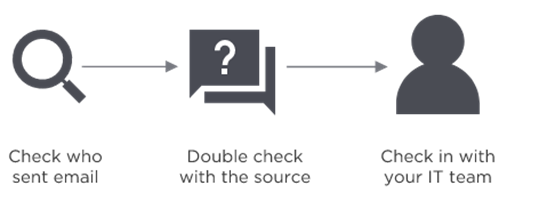 ?
Check who
sent email
Double check
with the source
Check in with
your IT team